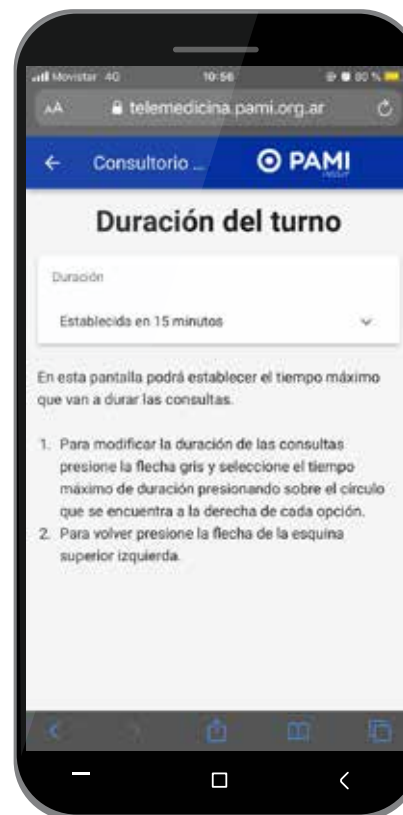 Movistar 4G 10:56 80 %
AA telemedicina.pami.org.ar
Consultorio ... PAMI
Duración del turno
Duración
Establecida en 15 minutos
En esta pantalla podrá establecer el tiempo máximo
que van a durar las consultas.
1. Para modificar la duración de las consultas
presione la flecha gris y seleccione el tiempo
máximo de duración presionando sobre el círculo
que se encuentra a la derecha de cada opción.
2. Para volver presione la flecha de la esquina
superior izquierda.